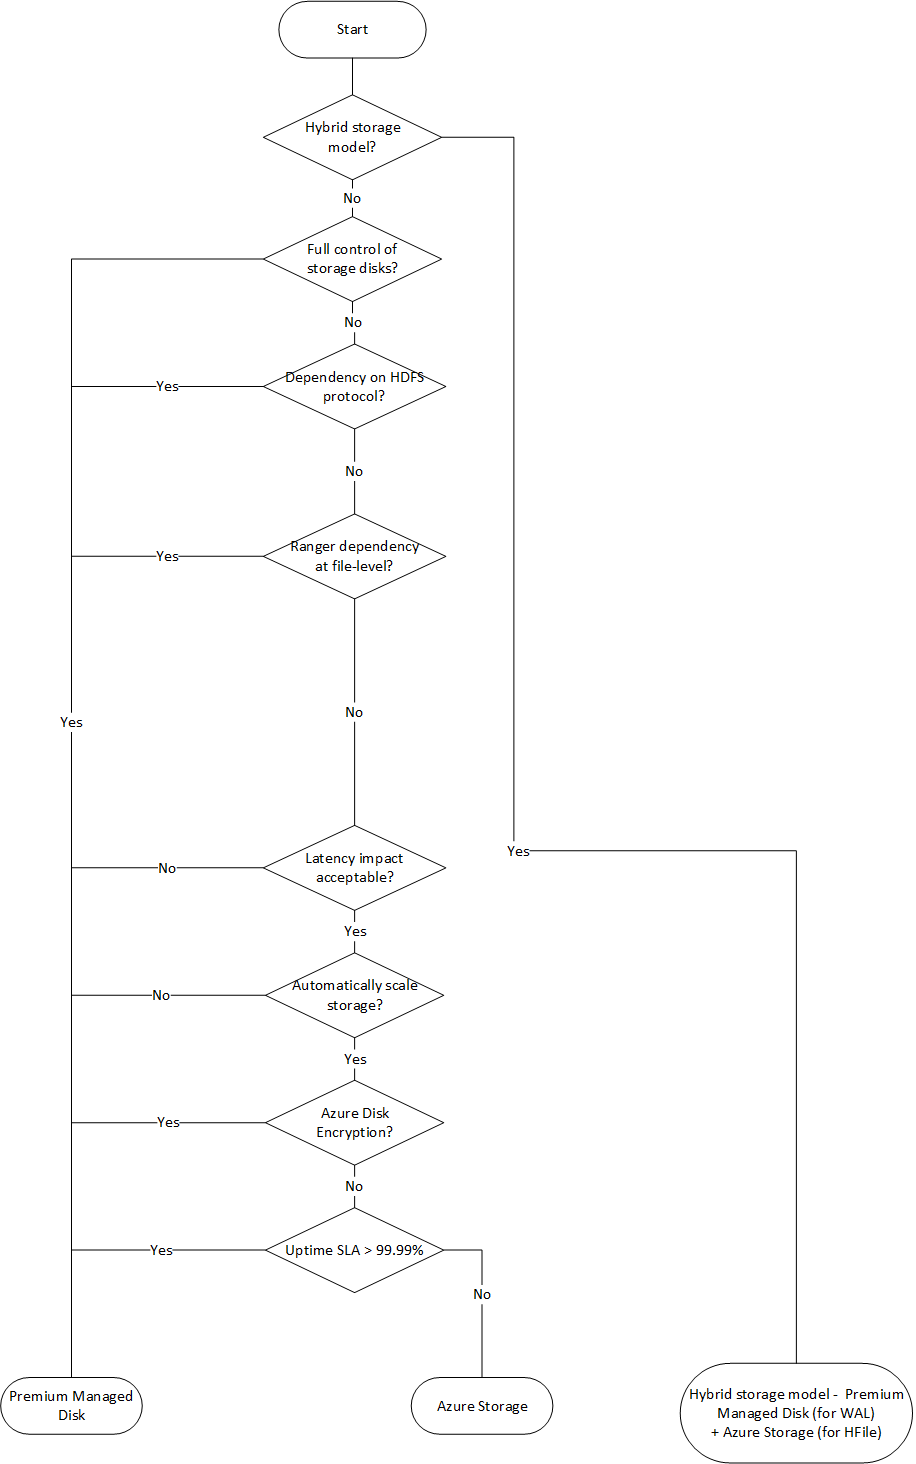 Start
Hybrid storage
model?
No
Full control of
storage disks?
No
Dependency on HDFS
protocol?
Yes
No
Ranger dependency
at file-level?
Yes
No
Yes
Yes
Latency impact
acceptable?
No
Yes
Automatically scale
storage?
No
Yes
Azure Disk
Encryption?
Yes
No
Uptime SLA > 99.99%
Yes
No
Premium Managed
Disk
Azure Storage
Hybrid storage model -  Premium
Managed Disk (for WAL)
+ Azure Storage (for HFile)